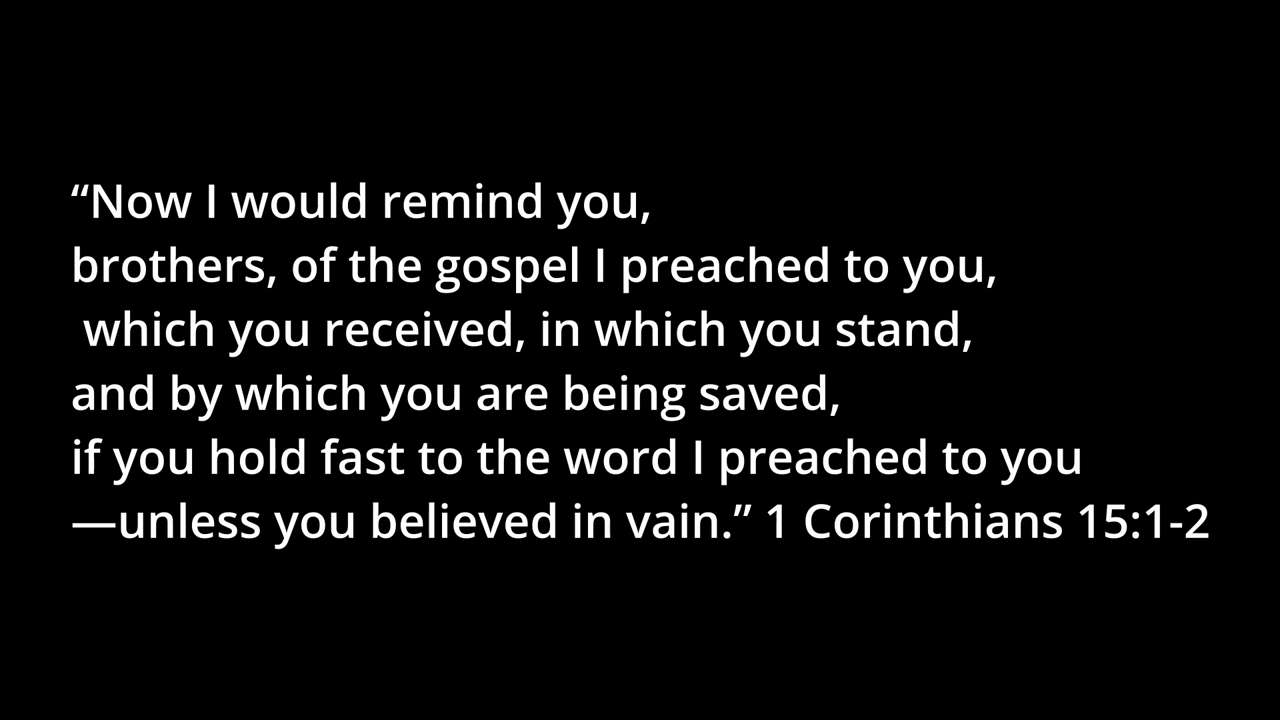 “Now I would remind you,
brothers, of the gospel I preached to you,
which you received, in which you stand,
and by which you are being saved,
if you hold fast to the word I preached to you
—unless you believed in vain.” 1 Corinthians 15:1-2